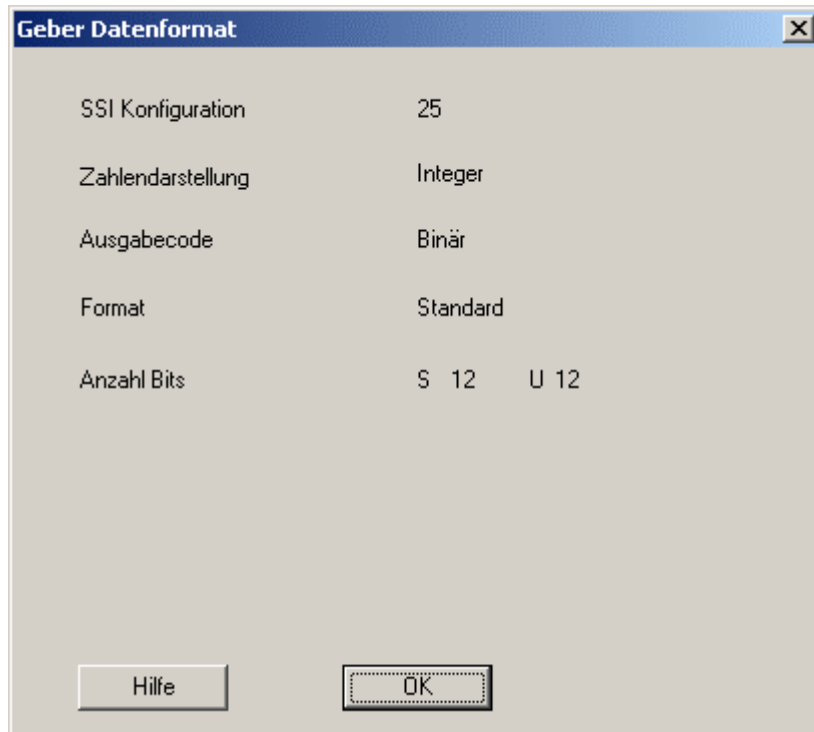 Geber Datenformat
SSI Konfiguration 25
Zahlendarstellung Integer
Ausgabecode Binär
Format Standard
Anzahl Bits S 12 U 12
Hilfe OK